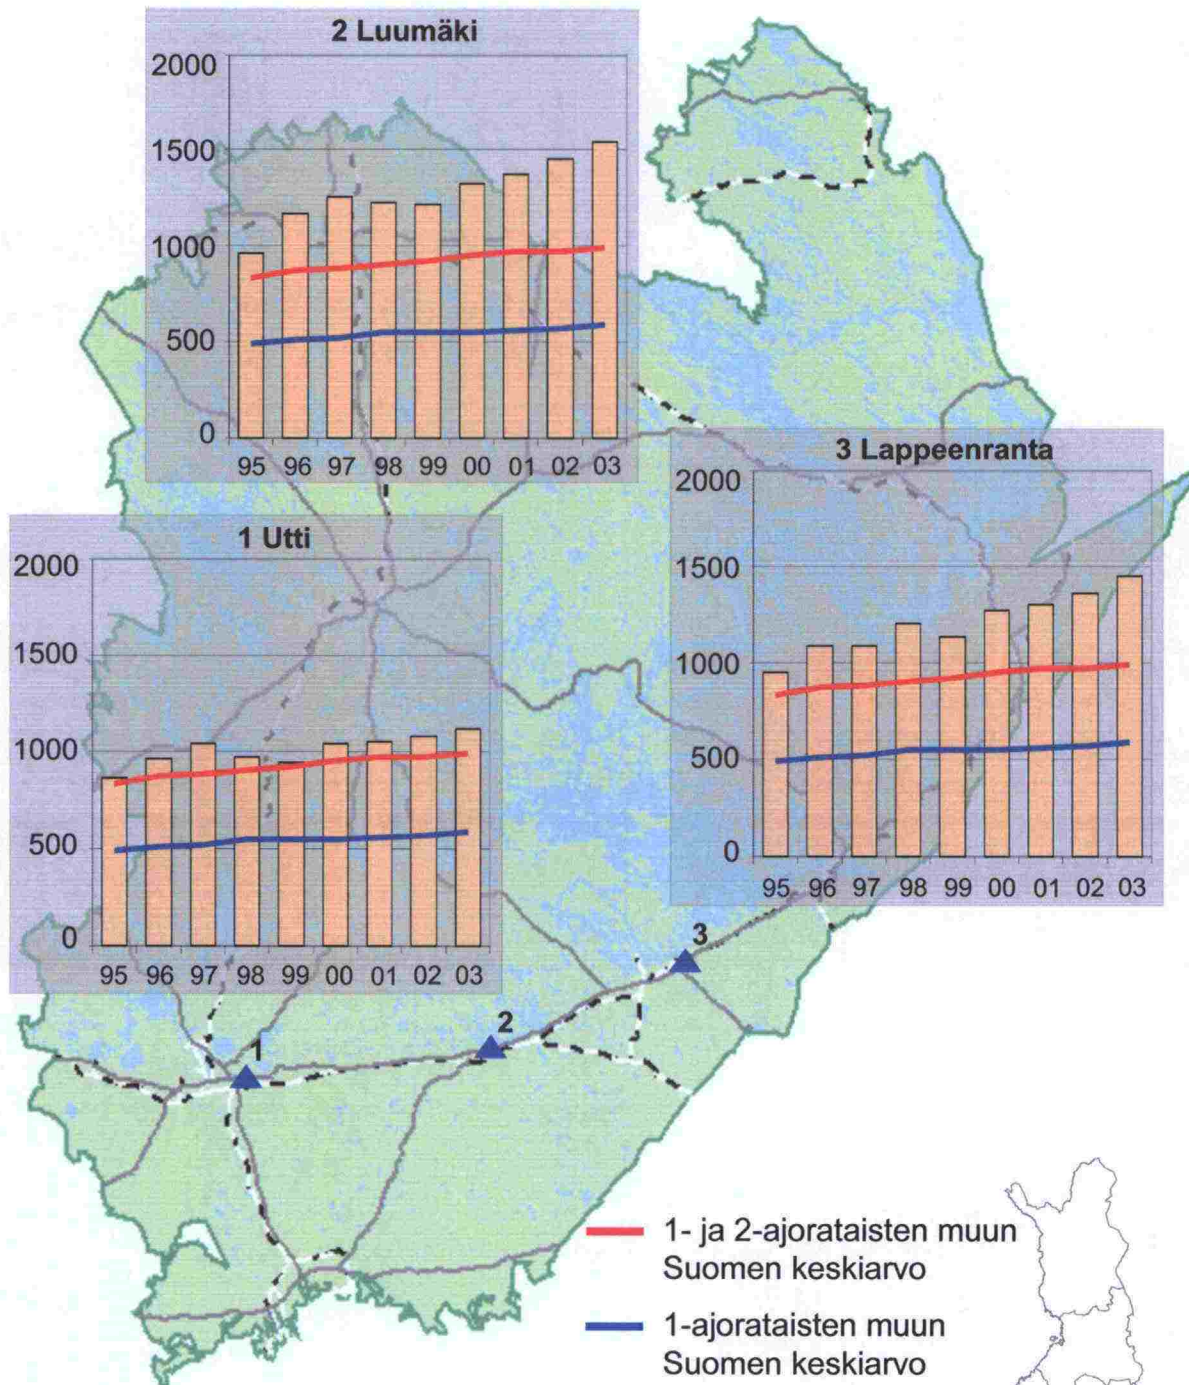 2 Luumäki
2000
1500
1000
500
0
95 96 97 98 99 00 01 02 03
3 Lappeenranta
2000
1500
1000
500
0
95 96 97 98 99 00 01 02 03
1 Utti
2000
1500
1000
500
0
95 96 97 98 99 00 01 02 03
3
2
1
1- ja 2-ajorataisten muun
Suomen keskiarvo
1-ajorataisten muun
Suomen keskiarvo